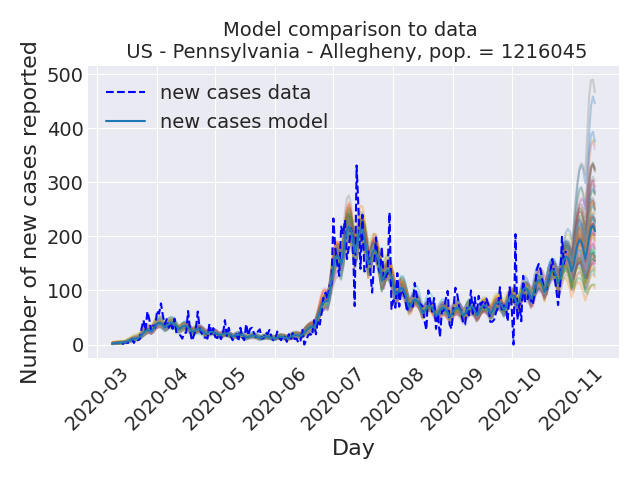 Model comparison to data
US - Pennsylvania - Allegheny, pop. = 1216045
Number of new cases reported
500
400
300
200
100
0
new cases data
new cases model
2020-03
2020-04
2020-05
2020-06
2020-07
2020-08
2020-09
2020-10
2020-11
Day